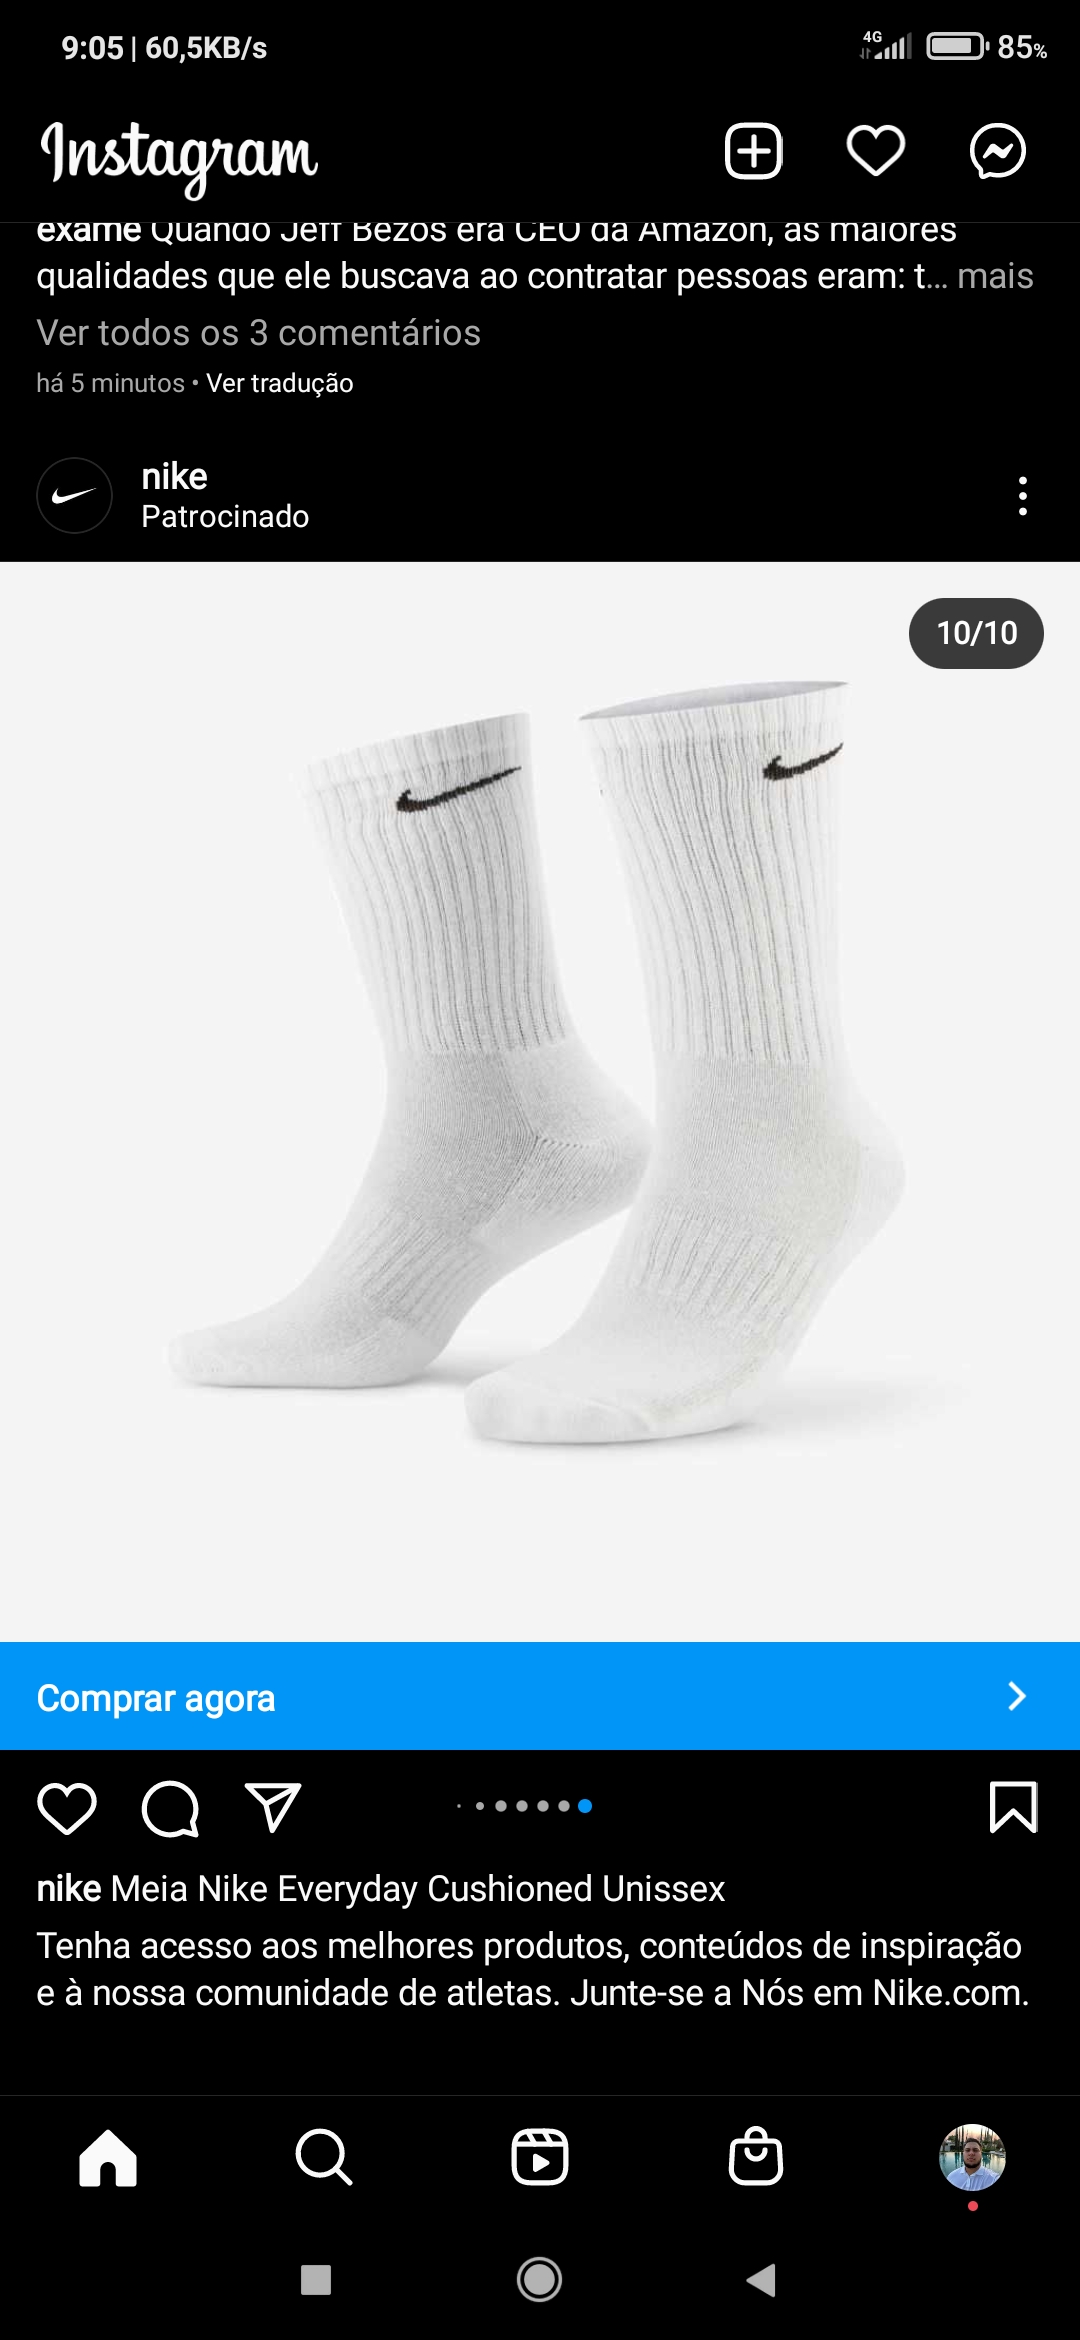 9:05 | 60,5KB/s
4G
85%
Instagram
exame Quando Jeff Bezos era CEO da Amazon, as maiores
qualidades que ele buscava ao contratar pessoas eram: t... mais
Ver todos os 3 comentários
há 5 minutos • Ver tradução
nike
Patrocinado
10/10
Comprar agora
nike Meia Nike Everyday Cushioned Unissex
Tenha acesso aos melhores produtos, conteúdos de inspiração
e à nossa comunidade de atletas. Junte-se a Nós em Nike.com.